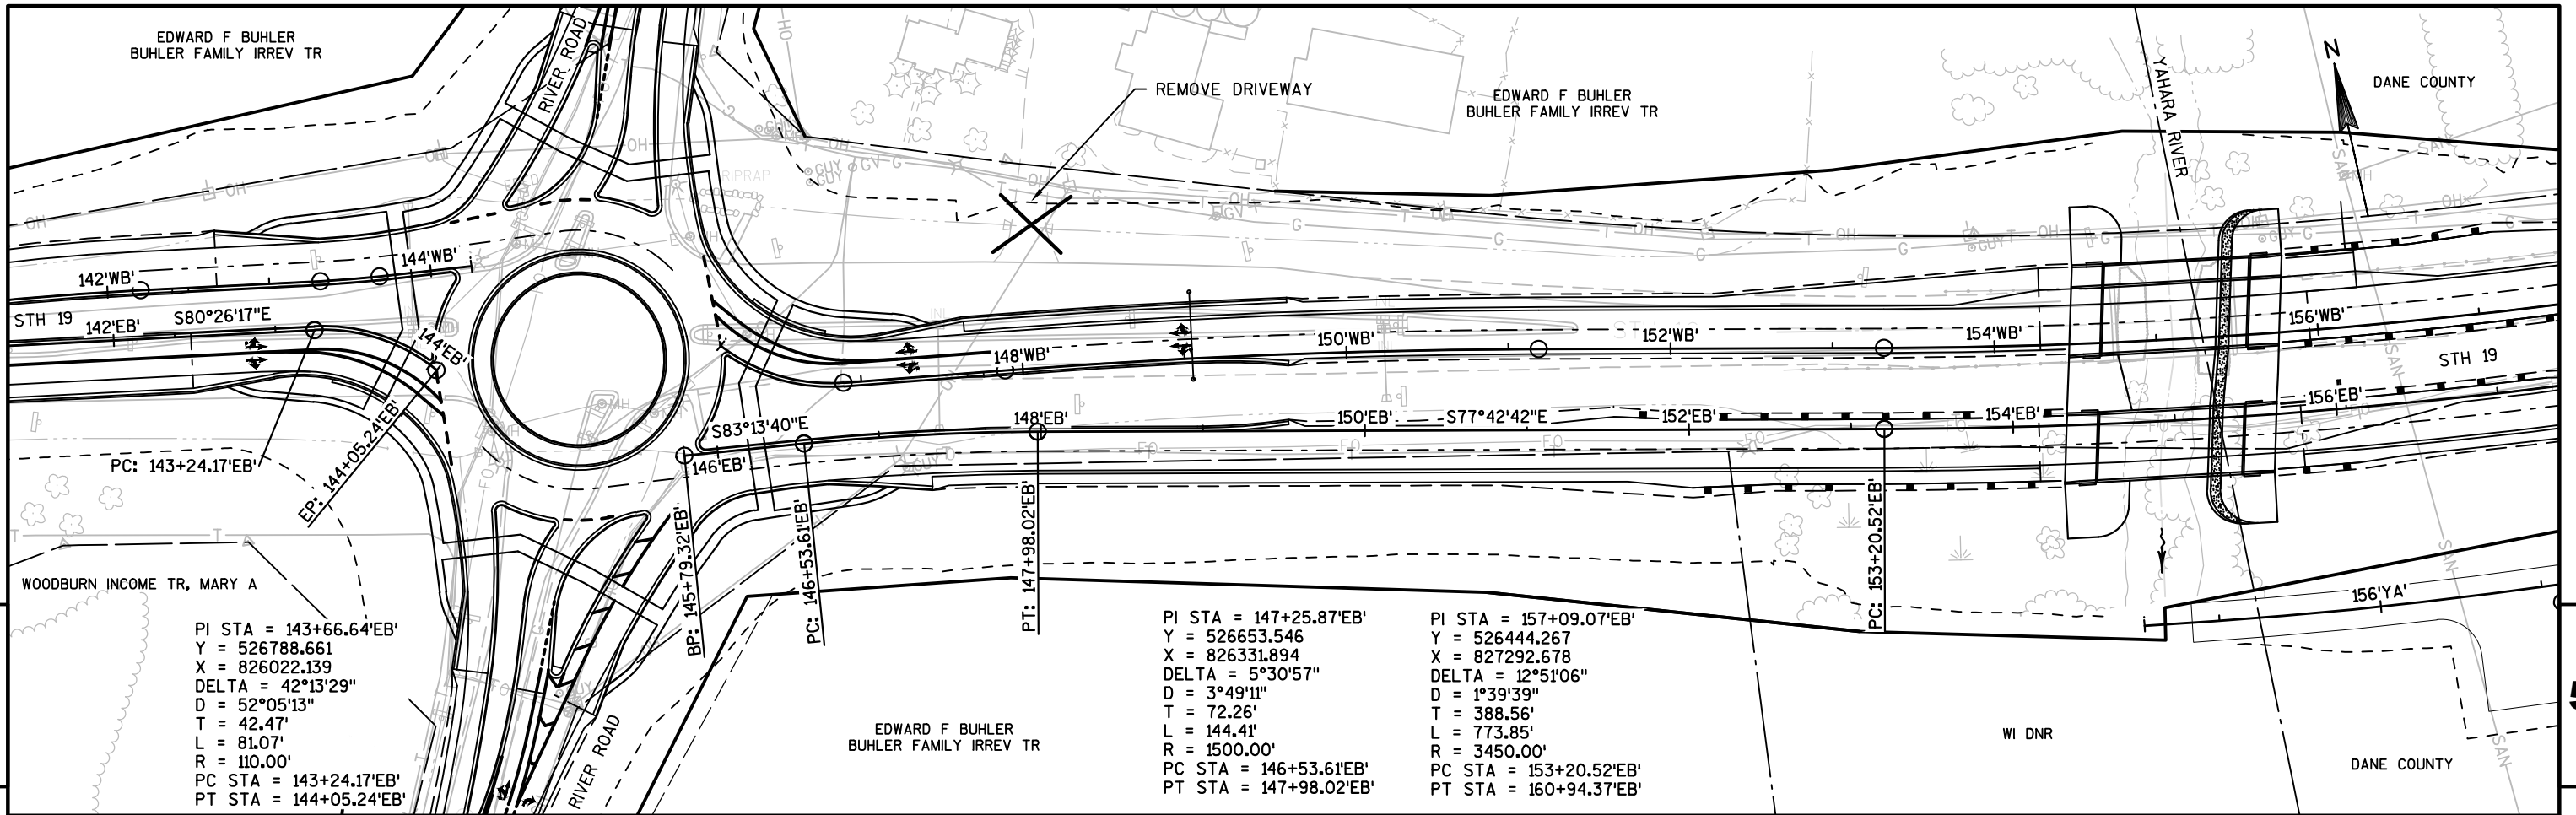 EDWARD F BUHLER
BUHLER FAMILY IRREV TR
RIVER ROAD
REMOVE DRIVEWAY
EDWARD F BUHLER
BUHLER FAMILY IRREV TR
YAHARA RIVER
N
DANE COUNTY
RIPRAP
142'WB'
144'WB'
STH 19
142'EB'
S80°26'17"E
144'EB'
148'WB'
150'WB'
152'WB'
154'WB'
156'WB'
STH 19
S83°13'40"E
146'EB'
148'EB'
150'EB'
S77°42'42"E
152'EB'
154'EB'
156'EB'
PC: 143+24.17'EB'
EP: 144+05.24'EB'
BP: 145+79.32'EB'
PC: 146+53.61'EB'
PT: 147+98.02'EB'
PC: 153+20.52'EB'
156'YA'
WOODBURN INCOME TR, MARY A
PI STA = 143+66.64'EB'
Y = 526788.661
X = 826022.139
DELTA = 42°13'29"
D = 52°05'13"
T = 42.47'
L = 81.07'
R = 110.00'
PC STA = 143+24.17'EB'
PT STA = 144+05.24'EB'
RIVER ROAD
EDWARD F BUHLER
BUHLER FAMILY IRREV TR
PI STA = 147+25.87'EB'
Y = 526653.546
X = 826331.894
DELTA = 5°30'57"
D = 3°49'11"
T = 72.26'
L = 144.41'
R = 1500.00'
PC STA = 146+53.61'EB'
PT STA = 147+98.02'EB'
PI STA = 157+09.07'EB'
Y = 526444.267
X = 827292.678
DELTA = 12°51'06"
D = 1°39'39"
T = 388.56'
L = 773.85'
R = 3450.00'
PC STA = 153+20.52'EB'
PT STA = 160+94.37'EB'
WI DNR
DANE COUNTY